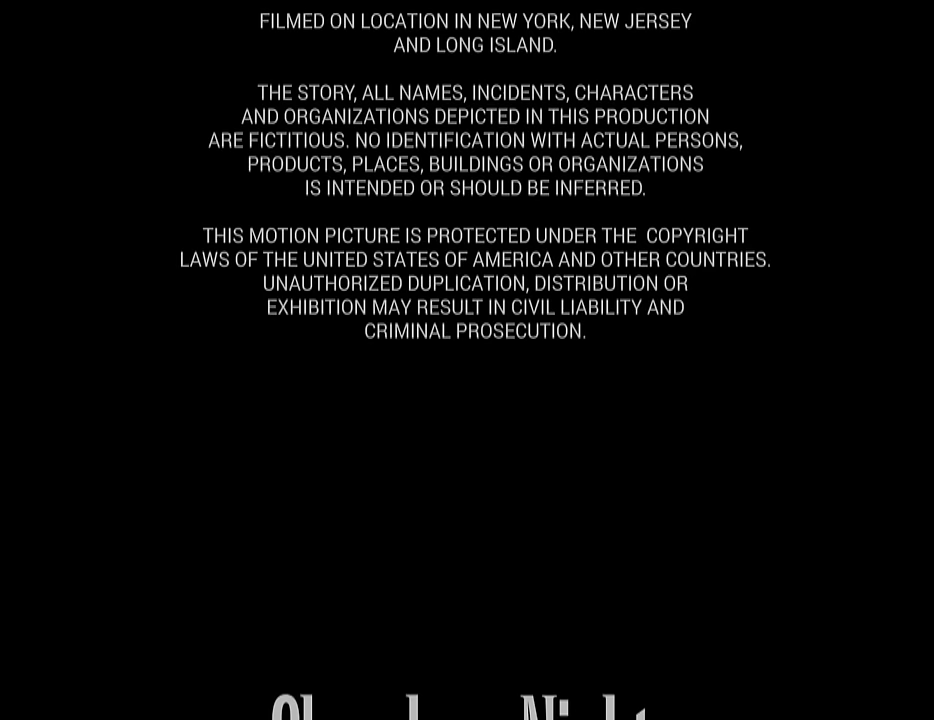 FILMED ON LOCATION IN NEW YORK, NEW JERSEY
AND LONG ISLAND.
THE STORY, ALL NAMES, INCIDENTS, CHARACTERS
AND ORGANIZATIONS DEPICTED IN THIS PRODUCTION
ARE FICTITIOUS. NO IDENTIFICATION WITH ACTUAL PERSONS,
PRODUCTS, PLACES, BUILDINGS OR ORGANIZATIONS
IS INTENDED OR SHOULD BE INFERRED.
THIS MOTION PICTURE IS PROTECTED UNDER THE  COPYRIGHT
LAWS OF THE UNITED STATES OF AMERICA AND OTHER COUNTRIES.
UNAUTHORIZED DUPLICATION, DISTRIBUTION OR
EXHIBITION MAY RESULT IN CIVIL LIABILITY AND
CRIMINAL PROSECUTION.